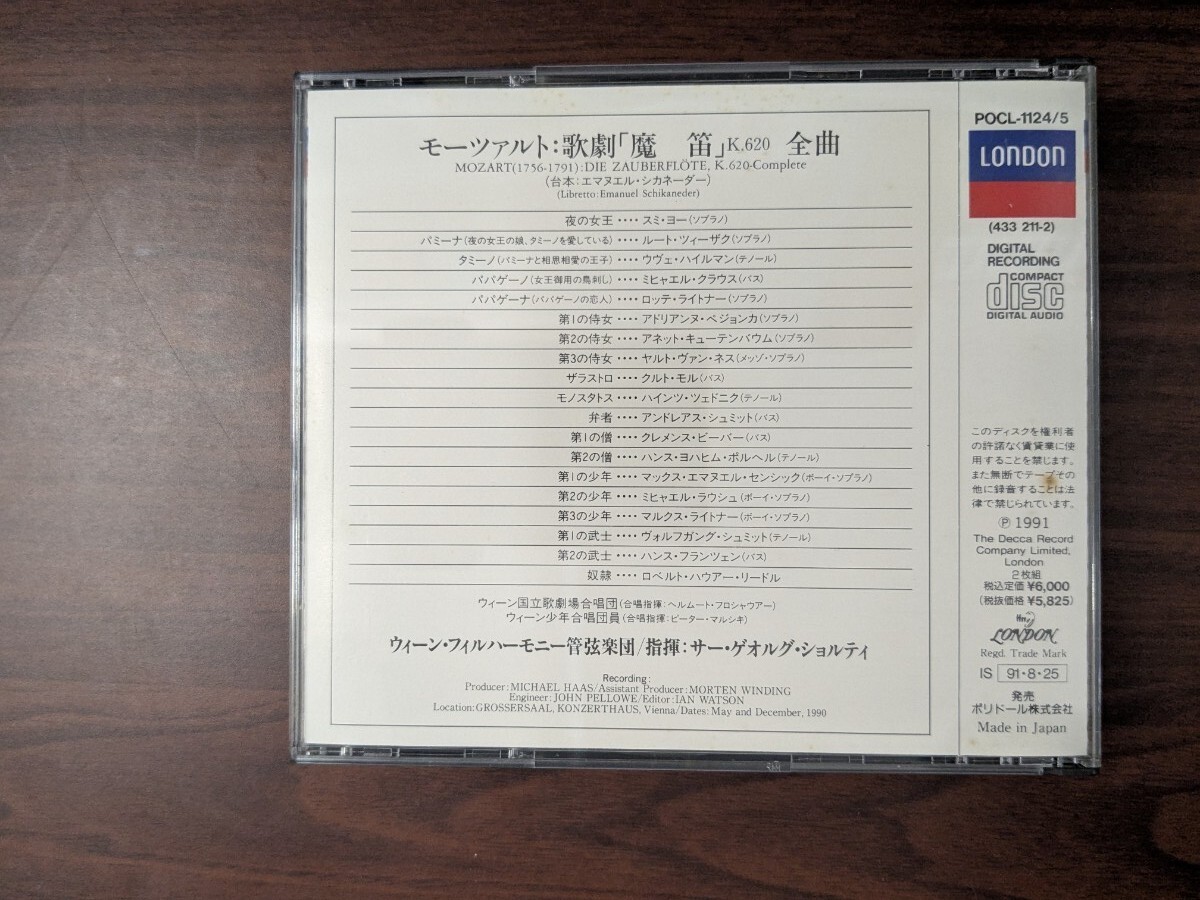 モーツァルト:歌劇「魔 笛」K.620 全曲
MOZART(1756-1791):DIE ZAUBERFLÖTE, K.620-Complete
(台本:エマヌエル・シカネーダー)
(Libretto:Emanuel Schikaneder)
夜の女王‥‥スミ・ヨー(ソプラノ)
パミーナ(夜の女王の娘、タミーノを愛している)‥‥ルート・ツィーザク(ソプラノ)
タミーノ(パミーナと相思相愛の王子)‥‥ウヴェ・ハイルマン(テノール)
パパゲーノ(女王御用の鳥刺し)‥‥ミヒャエル・クラウス(バス)
パパゲーナ(パパゲーノの恋人)‥‥ロッテ・ライトナー(ソプラノ)
第1の侍女‥‥アドリアンヌ・ペジョンカ(ソプラノ)
第2の侍女‥‥アネット・キューテンバウム(ソプラノ)
第3の侍女‥‥ヤルト・ヴァン・ネス(メッゾ・ソプラノ)
ザラストロ‥‥クルト・モル(バス)
モノスタトス‥‥ハインツ・ツェドニク(テノール)
弁者‥‥アンドレアス・シュミット(バス)
第1の僧‥‥クレメンス・ビーバー(バス)
第2の僧‥‥ハンス・ヨハヒム・ポルヘル(テノール)
第1の少年‥‥マックス・エマヌエル・センシック(ボーイ・ソプラノ)
第2の少年‥‥ミヒャエル・ラウシュ(ボーイ・ソプラノ)
第3の少年‥‥マルクス・ライトナー(ボーイ・ソプラノ)
第1の武士‥‥ヴォルフガング・シュミット(テノール)
第2の武士‥‥ハンス・フランツェン(バス)
奴隷‥‥ロベルト・ハウアー・リードル
ウィーン国立歌劇場合唱団(合唱指揮:ヘルムート・フロシャウアー)
ウィーン少年合唱団員(合唱指揮:ピーター・マルシキ)
ウィーン・フィルハーモニー管弦楽団/指揮:サー・ゲオルグ・ショルティ
Recording:
Producer:MICHAEL HAAS/Assistant Producer:MORTEN WINDING
Engineer:JOHN PELLOWE/Editor:IAN WATSON
Location:GROSSERSAAL, KONZERTHAUS, Vienna/Dates:May and December, 1990
POCL-1124/5
LONDON
(433 211-2)
DIGITAL
RECORDING
COMPACT
disc
DIGITAL AUDIO
このディスクを権利者
の許諾なく賃貸業に使
用することを禁じます。
また無断でテープその
他に録音することは法
律で禁じられています。
Ⓟ 1991
The Decca Record
Company Limited,
London
2枚組
税込定価 ¥6,000
(税抜価格 ¥5,825)
ffrr
LONDON
Regd. Trade Mark
IS 91・8・25
発売
ポリドール株式会社
Made in Japan